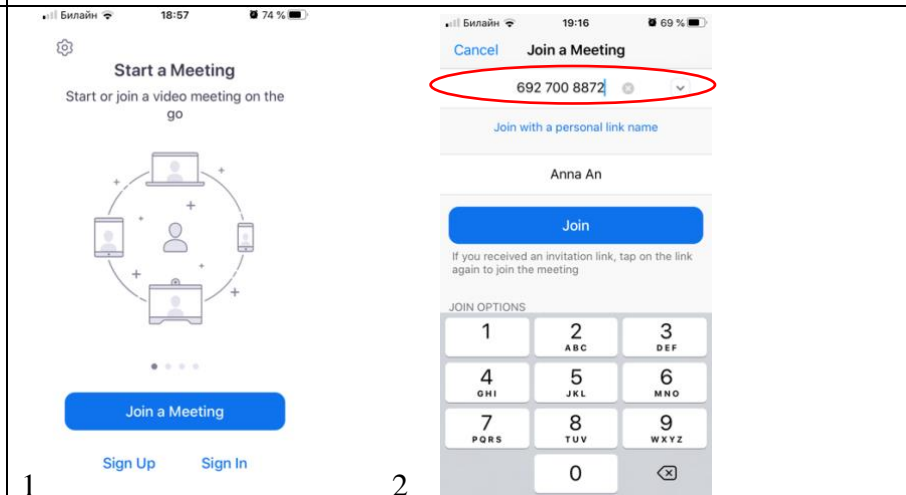 Билайн 18:57 74 %
Start a Meeting
Start or join a video meeting on the
go
Join a Meeting
Sign Up Sign In
1
Билайн 19:16 69 %
Cancel Join a Meeting
692 700 8872
Join with a personal link name
Anna An
Join
If you received an invitation link, tap on the link
again to join the meeting
JOIN OPTIONS
1 2 3
ABC DEF
4 5 6
GHI JKL MNO
7 8 9
PQRS TUV WXYZ
0
2